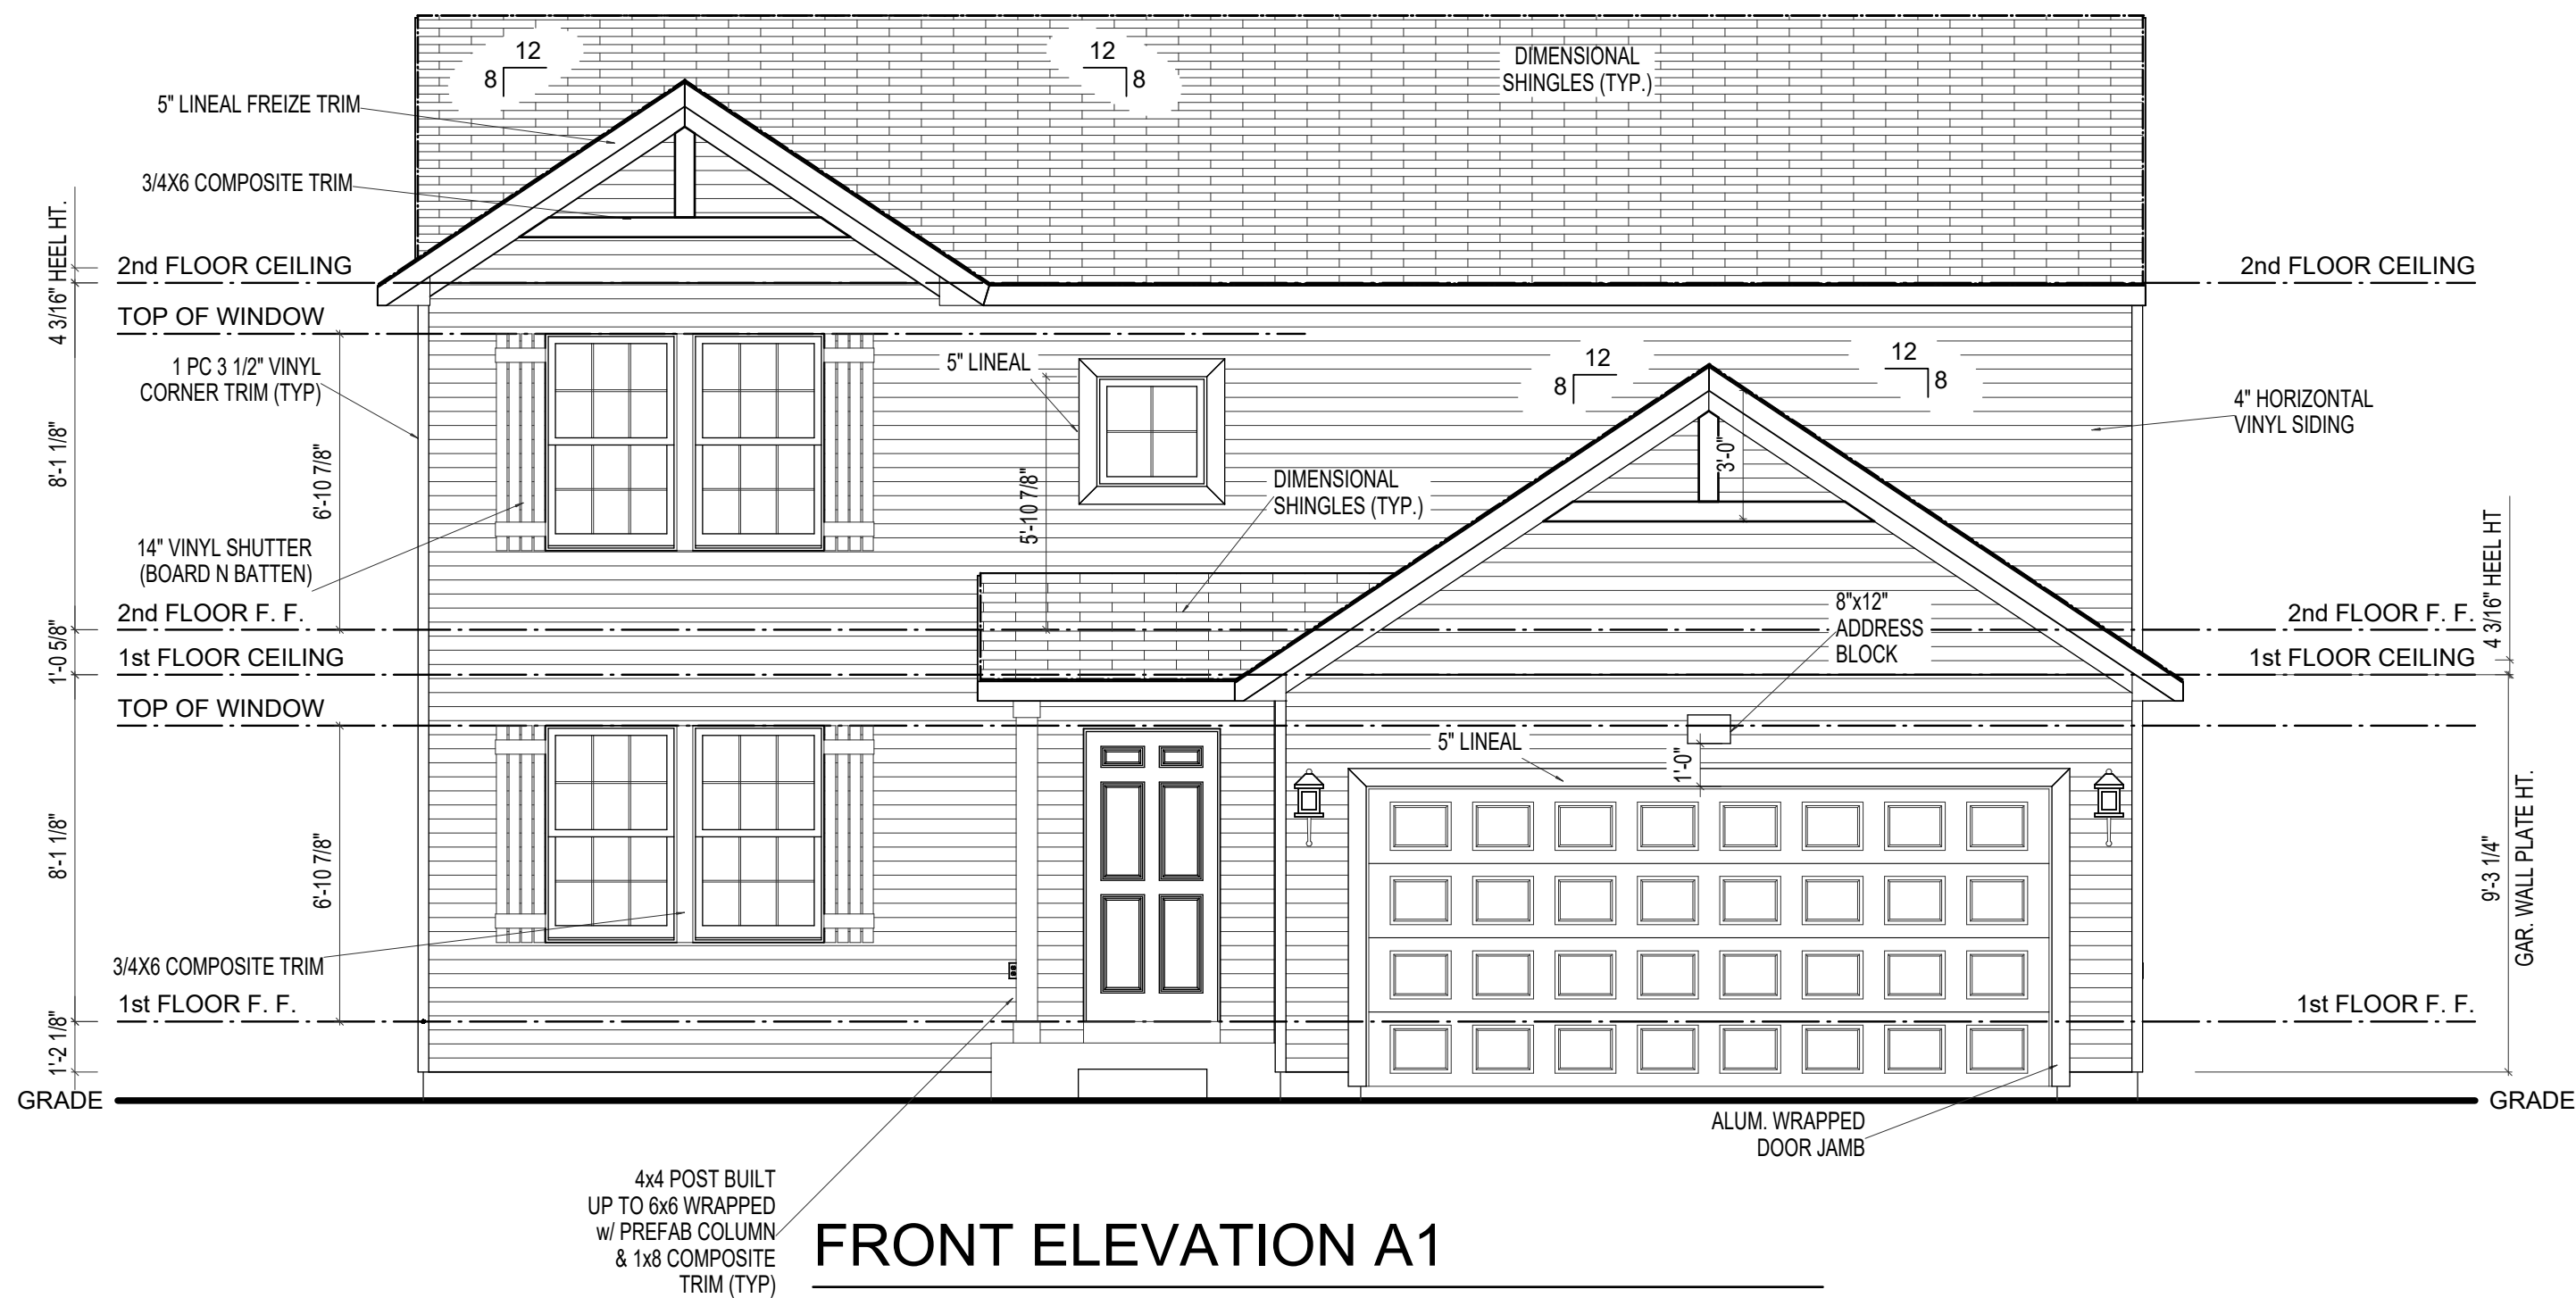 12
8
12
8
DIMENSIONAL
SHINGLES (TYP.)
5" LINEAL FREIZE TRIM
3/4X6 COMPOSITE TRIM
4 3/16" HEEL HT.
2nd FLOOR CEILING
2nd FLOOR CEILING
TOP OF WINDOW
1 PC 3 1/2" VINYL
CORNER TRIM (TYP)
5" LINEAL
12
8
12
8
4" HORIZONTAL
VINYL SIDING
8'-1 1/8"
6'-10 7/8"
5'-10 7/8"
3'-0"
DIMENSIONAL
SHINGLES (TYP.)
14" VINYL SHUTTER
(BOARD N BATTEN)
4 3/16" HEEL HT
2nd FLOOR F. F.
8"x12"
ADDRESS
BLOCK
2nd FLOOR F. F.
1'-0 5/8"
1st FLOOR CEILING
1st FLOOR CEILING
TOP OF WINDOW
5" LINEAL
1'-0"
8'-1 1/8"
6'-10 7/8"
9'-3 1/4"
GAR. WALL PLATE HT.
3/4X6 COMPOSITE TRIM
1st FLOOR F. F.
1st FLOOR F. F.
1'-2 1/8"
GRADE
GRADE
ALUM. WRAPPED
DOOR JAMB
4x4 POST BUILT
UP TO 6x6 WRAPPED
w/ PREFAB COLUMN
& 1x8 COMPOSITE
TRIM (TYP)
FRONT ELEVATION A1